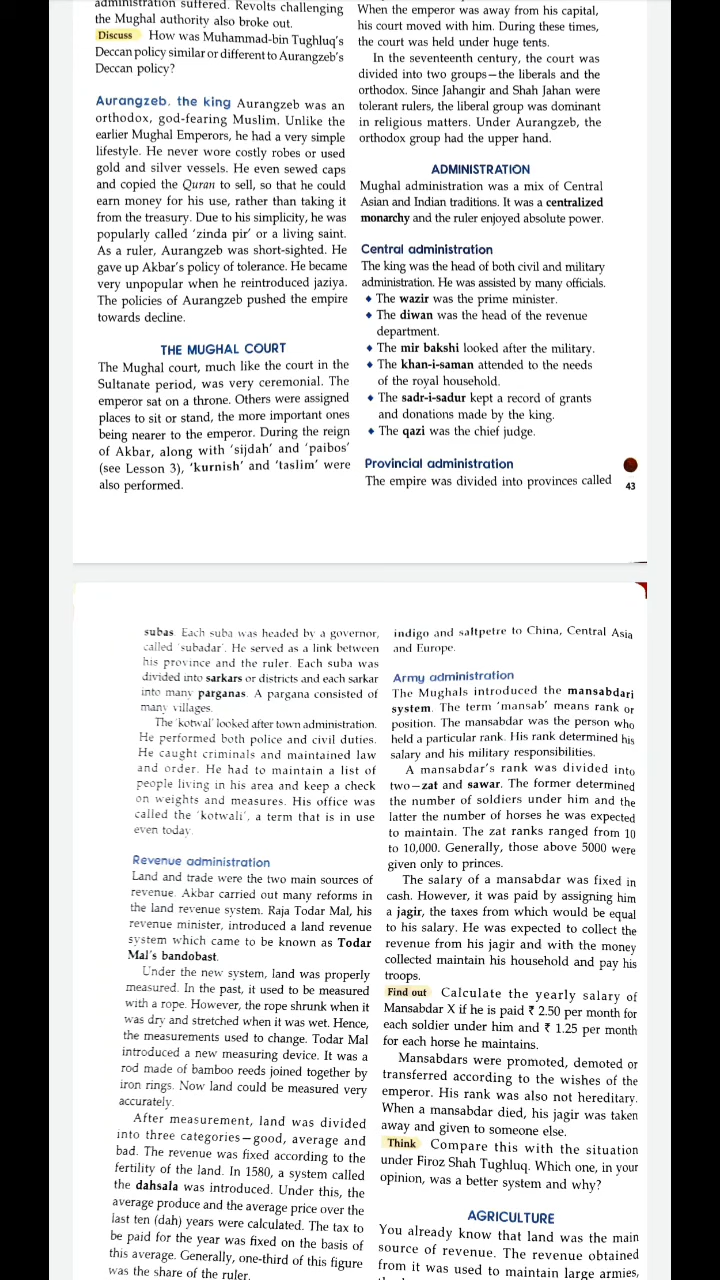 administration suffered. Revolts challenging
the Mughal authority also broke out.
Discuss How was Muhammad-bin Tughluq's
Deccan policy similar or different to Aurangzeb's
Deccan policy?
Aurangzeb. the king Aurangzeb was an
orthodox, god-fearing Muslim. Unlike the
earlier Mughal Emperors, he had a very simple
lifestyle. He never wore costly robes or used
gold and silver vessels. He even sewed caps
and copied the Quran to sell, so that he could
earn money for his use, rather than taking it
from the treasury. Due to his simplicity, he was
popularly called 'zinda pir' or a living saint.
As a ruler, Aurangzeb was short-sighted. He
gave up Akbar's policy of tolerance. He became
very unpopular when he reintroduced jaziya.
The policies of Aurangzeb pushed the empire
towards decline.
THE MUGHAL COURT
The Mughal court, much like the court in the
Sultanate period, was very ceremonial. The
emperor sat on a throne. Others were assigned
places to sit or stand, the more important ones
being nearer to the emperor. During the reign
of Akbar, along with 'sijdah' and 'paibos'
(see Lesson 3), 'kurnish' and 'taslim' were
also performed.
When the emperor was away from his capital,
his court moved with him. During these times,
the court was held under huge tents.
In the seventeenth century, the court was
divided into two groups—the liberals and the
orthodox. Since Jahangir and Shah Jahan were
tolerant rulers, the liberal group was dominant
in religious matters. Under Aurangzeb, the
orthodox group had the upper hand.
ADMINISTRATION
Mughal administration was a mix of Central
Asian and Indian traditions. It was a centralized
monarchy and the ruler enjoyed absolute power.
Central administration
The king was the head of both civil and military
administration. He was assisted by many officials.
♦ The wazir was the prime minister.
♦ The diwan was the head of the revenue
department.
♦ The mir bakshi looked after the military.
♦ The khan-i-saman attended to the needs
of the royal household.
♦ The sadr-i-sadur kept a record of grants
and donations made by the king.
♦ The qazi was the chief judge.
Provincial administration
The empire was divided into provinces called
43
subas. Each suba was headed by a governor,
called 'subadar'. He served as a link between
his province and the ruler. Each suba was
divided into sarkars or districts and each sarkar
into many parganas. A pargana consisted of
many villages.
The 'kotwal' looked after town administration.
He performed both police and civil duties.
He caught criminals and maintained law
and order. He had to maintain a list of
people living in his area and keep a check
on weights and measures. His office was
called the 'kotwali', a term that is in use
even today.
Revenue administration
Land and trade were the two main sources of
revenue. Akbar carried out many reforms in
the land revenue system. Raja Todar Mal, his
revenue minister, introduced a land revenue
system which came to be known as Todar
Mal's bandobast.
Under the new system, land was properly
measured. In the past, it used to be measured
with a rope. However, the rope shrunk when it
was dry and stretched when it was wet. Hence,
the measurements used to change. Todar Mal
introduced a new measuring device. It was a
rod made of bamboo reeds joined together by
iron rings. Now land could be measured very
accurately.
After measurement, land was divided
into three categories—good, average and
bad. The revenue was fixed according to the
fertility of the land. In 1580, a system called
the dahsala was introduced. Under this, the
average produce and the average price over the
last ten (dah) years were calculated. The tax to
be paid for the year was fixed on the basis of
this average. Generally, one-third of this figure
was the share of the ruler.
indigo and saltpetre to China, Central Asia
and Europe.
Army administration
The Mughals introduced the mansabdari
system. The term 'mansab' means rank or
position. The mansabdar was the person who
held a particular rank. His rank determined his
salary and his military responsibilities.
A mansabdar's rank was divided into
two—zat and sawar. The former determined
the number of soldiers under him and the
latter the number of horses he was expected
to maintain. The zat ranks ranged from 10
to 10,000. Generally, those above 5000 were
given only to princes.
The salary of a mansabdar was fixed in
cash. However, it was paid by assigning him
a jagir, the taxes from which would be equal
to his salary. He was expected to collect the
revenue from his jagir and with the money
collected maintain his household and pay his
troops.
Find out Calculate the yearly salary of
Mansabdar X if he is paid ₹ 2.50 per month for
each soldier under him and ₹ 1.25 per month
for each horse he maintains.
Mansabdars were promoted, demoted or
transferred according to the wishes of the
emperor. His rank was also not hereditary.
When a mansabdar died, his jagir was taken
away and given to someone else.
Think Compare this with the situation
under Firoz Shah Tughluq. Which one, in your
opinion, was a better system and why?
AGRICULTURE
You already know that land was the main
source of revenue. The revenue obtained
from it was used to maintain large armies,